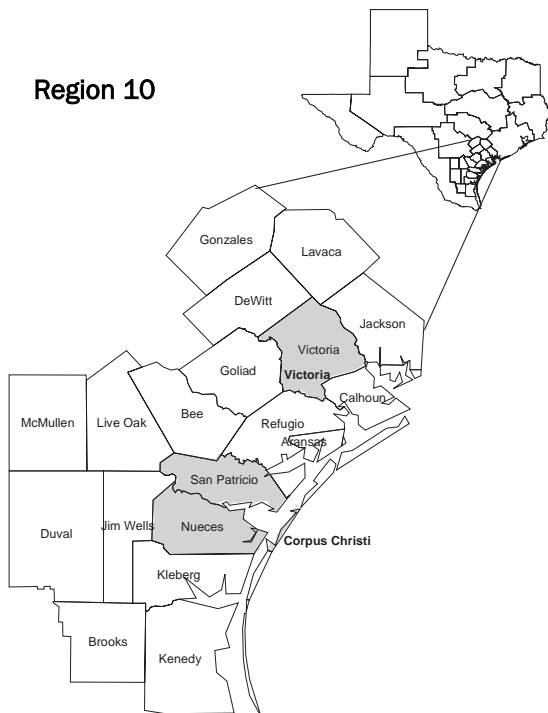 Region 10
Gonzales
Lavaca
DeWitt
Jackson
Victoria
Victoria
Goliad
Calhoun
McMullen
Live Oak
Bee
Refugio
Aransas
San Patricio
Duval
Jim Wells
Nueces
Corpus Christi
Kleberg
Brooks
Kenedy